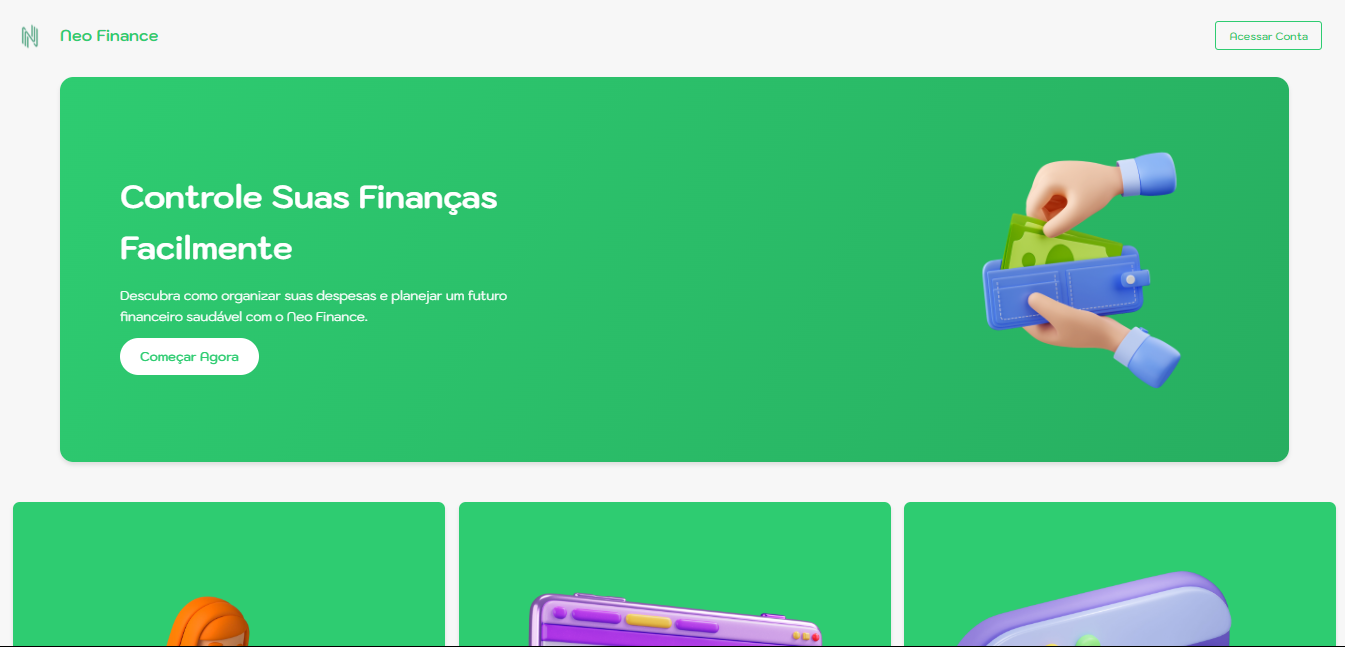 Neo Finance
Acessar Conta
Controle Suas Finanças
Facilmente
Descubra como organizar suas despesas e planejar um futuro
financeiro saudável com o Neo Finance.
Começar Agora